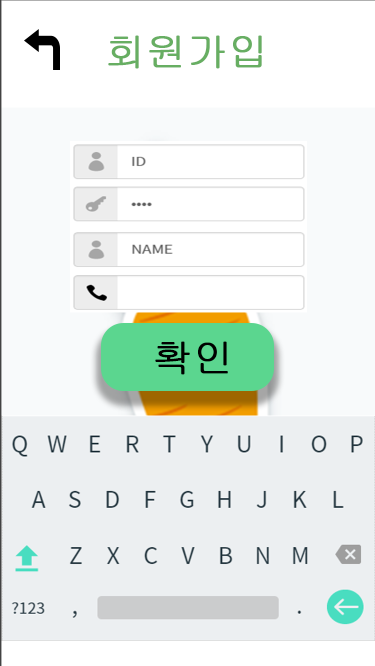 회원가입
ID
••••
NAME
확인
Q W E R T Y U I O P
A S D F G H J K L
Z X C V B N M
?123 , .